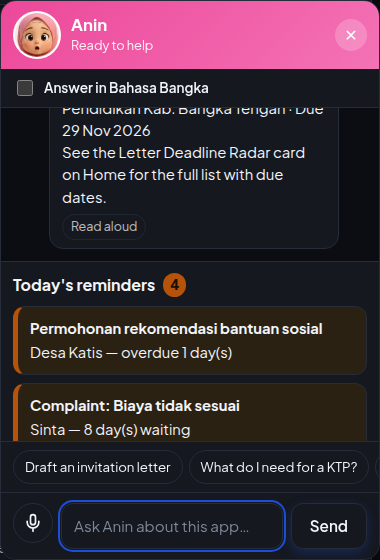 Anin
Ready to help
Answer in Bahasa Bangka
Pendidikan Kab. Bangka Tengah · Due
29 Nov 2026
See the Letter Deadline Radar card
on Home for the full list with due
dates.
Read aloud
Today's reminders 4
Permohonan rekomendasi bantuan sosial
Desa Katis — overdue 1 day(s)
Complaint: Biaya tidak sesuai
Sinta — 8 day(s) waiting
Draft an invitation letter
What do I need for a KTP?
Ask Anin about this app...
Send